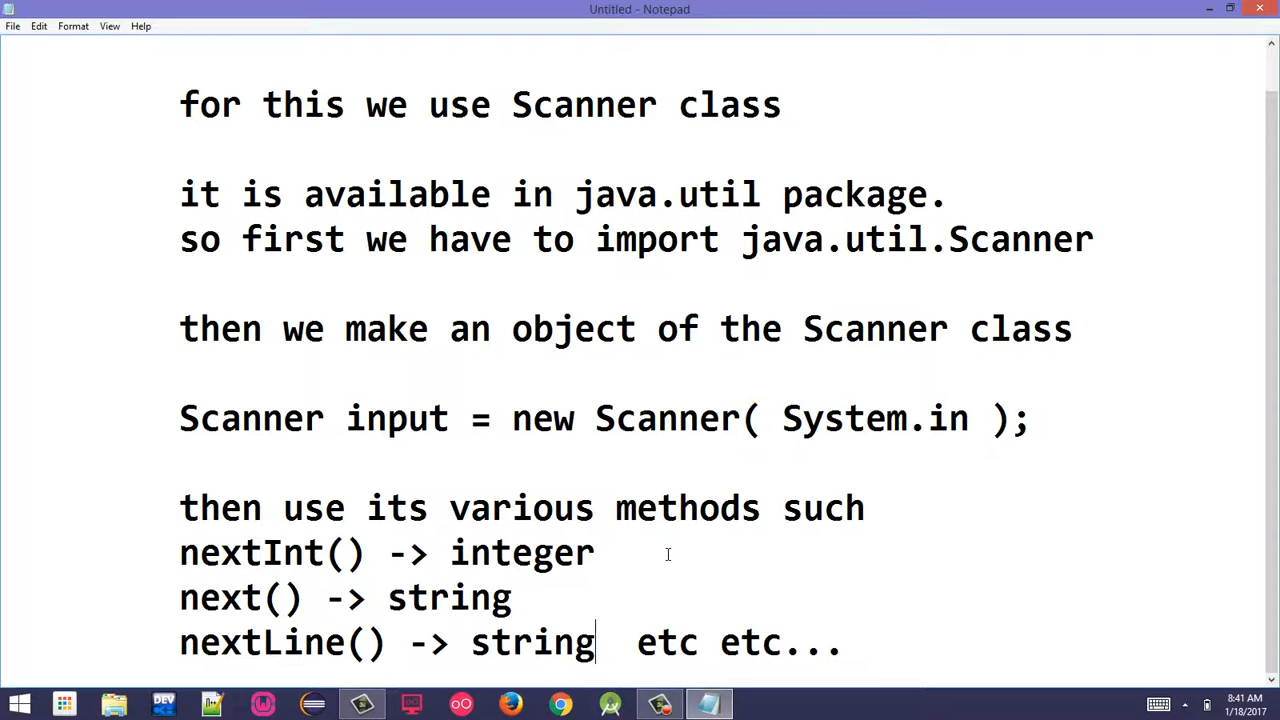 Untitled - Notepad
File Edit Format View Help
for this we use Scanner class
it is available in java.util package.
so first we have to import java.util.Scanner
then we make an object of the Scanner class
Scanner input = new Scanner( System.in );
then use its various methods such
nextInt() -> integer
next() -> string
nextLine() -> string  etc etc...
DEV
D++
DC
8:41 AM
1/18/2017